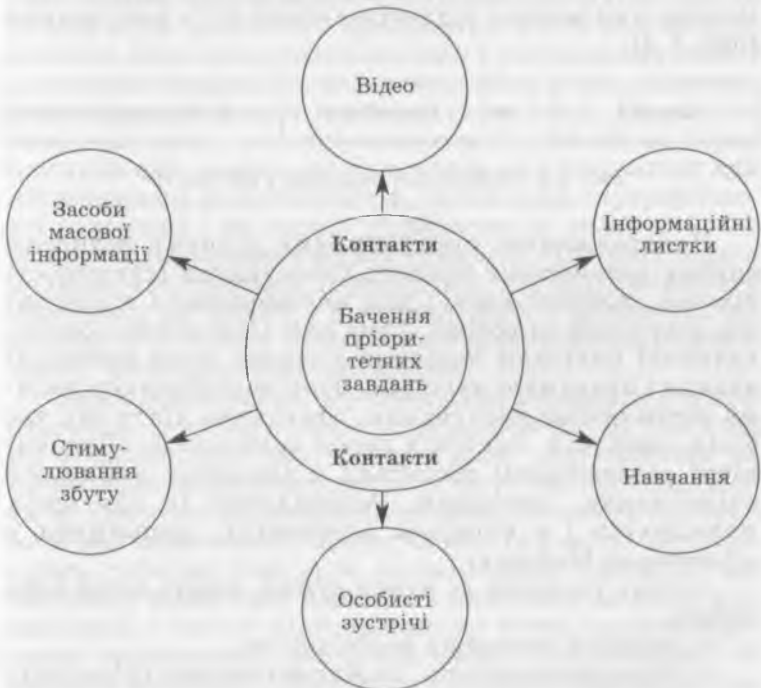 Відео
Засоби
масової
інформації
Контакти
Інформаційні
листки
Бачення
пріори-
тетних
завдань
Стиму-
лювання
збуту
Контакти
Навчання
Особисті
зустрічі